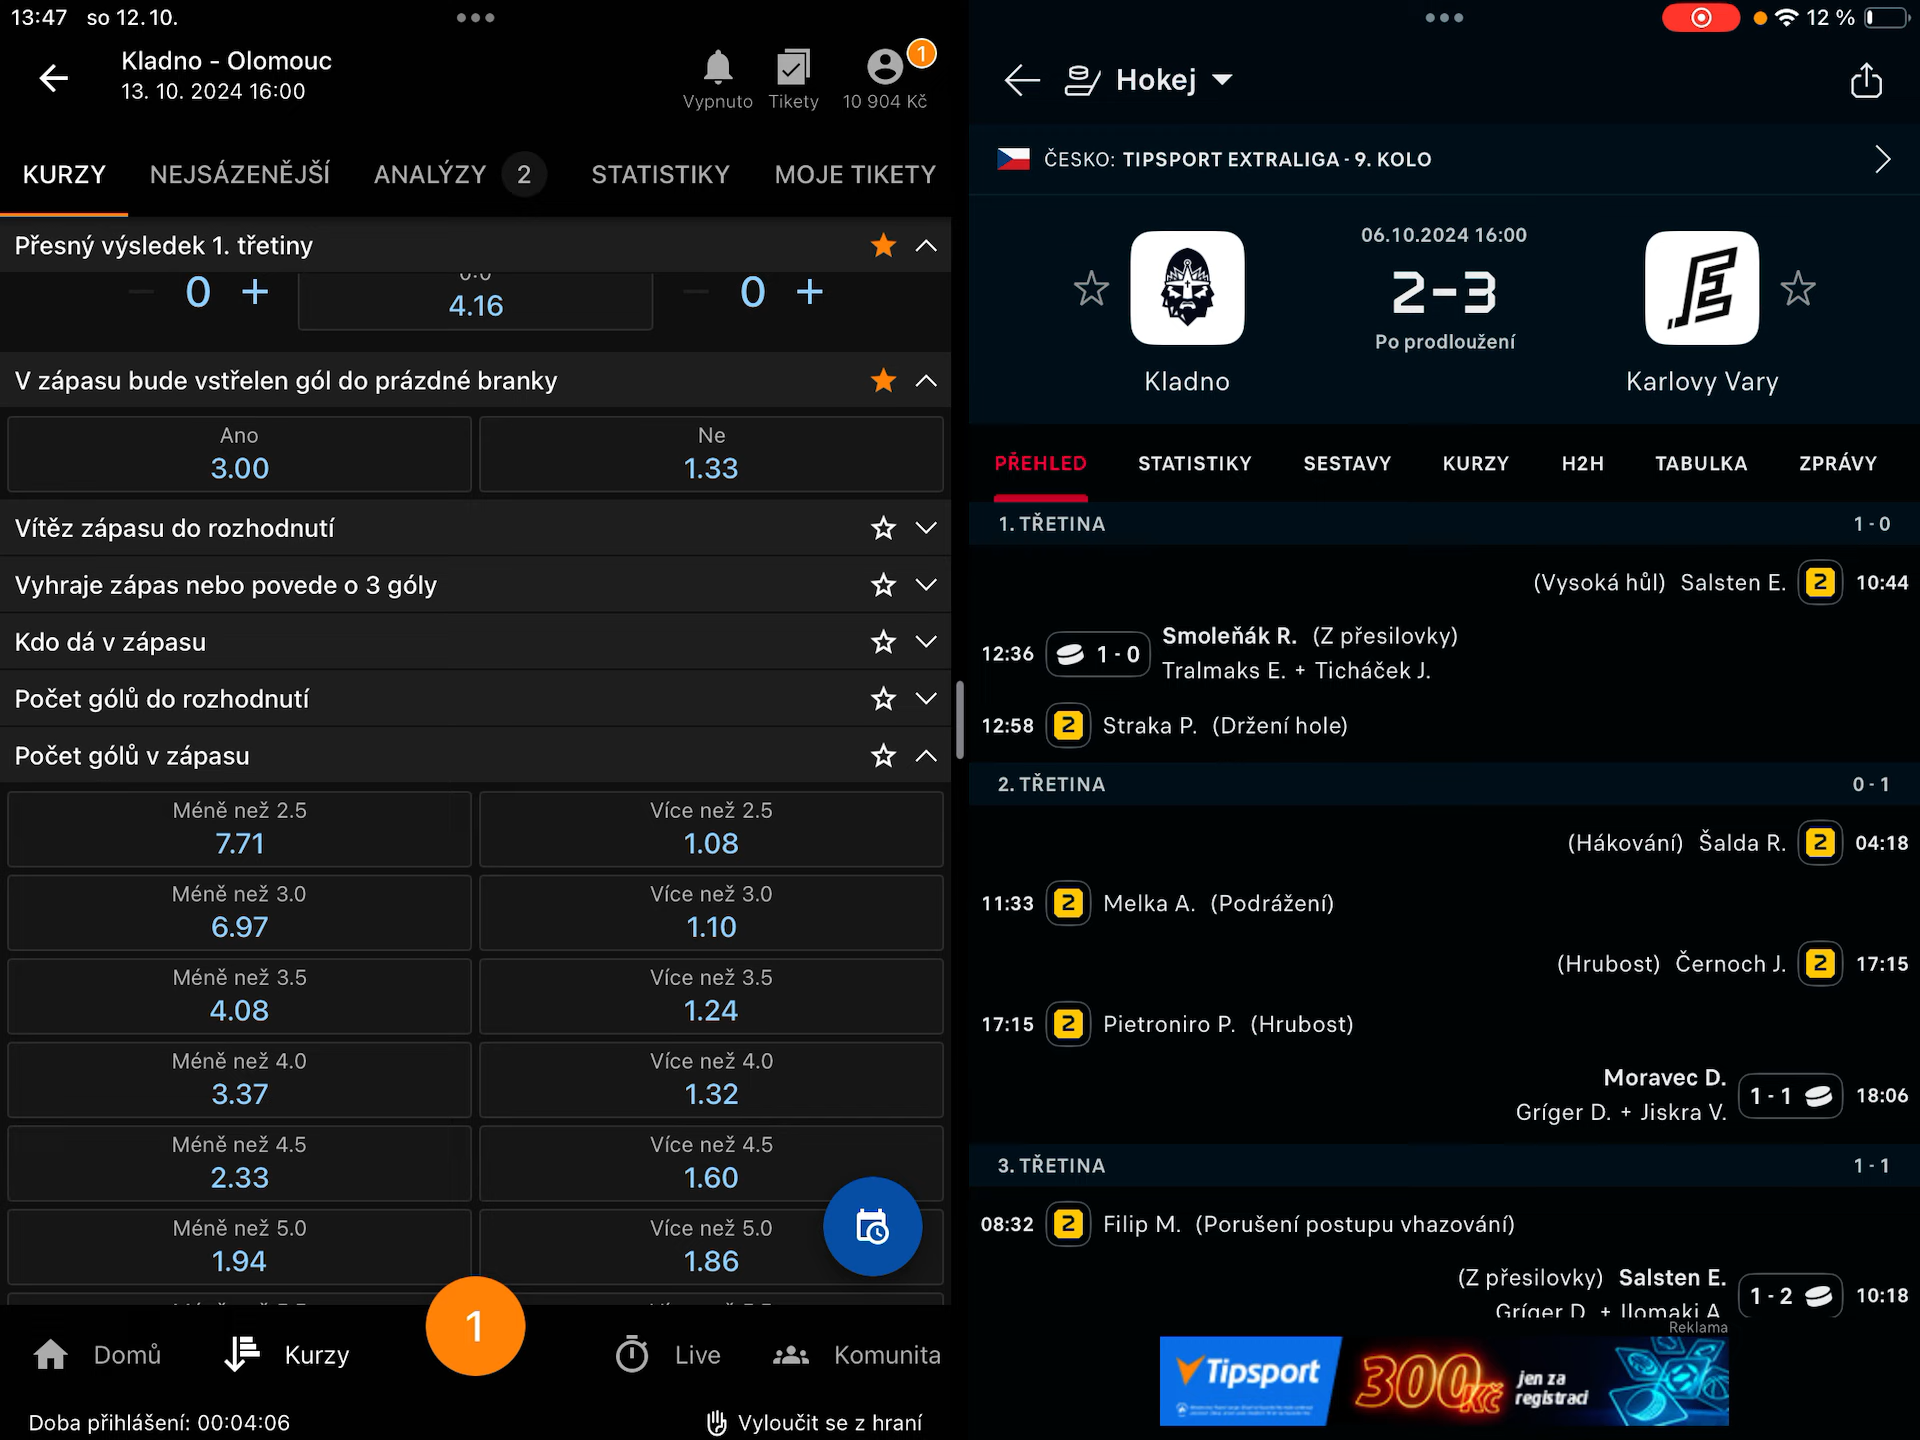 13:47 so 12.10.
Kladno - Olomouc
13. 10. 2024 16:00
Vypnuto
Tikety
1
10 904 Kč
KURZY
NEJSÁZENĚJŠÍ
ANALÝZY 2
STATISTIKY
MOJE TIKETY
Přesný výsledek 1. třetiny
0 +
0:0
4.16
0 +
V zápasu bude vstřelen gól do prázdné branky
Ano
3.00
Ne
1.33
Vítěz zápasu do rozhodnutí
Vyhraje zápas nebo povede o 3 góly
Kdo dá v zápasu
Počet gólů do rozhodnutí
Počet gólů v zápasu
Méně než 2.5
7.71
Více než 2.5
1.08
Méně než 3.0
6.97
Více než 3.0
1.10
Méně než 3.5
4.08
Více než 3.5
1.24
Méně než 4.0
3.37
Více než 4.0
1.32
Méně než 4.5
2.33
Více než 4.5
1.60
Méně než 5.0
1.94
Více než 5.0
1.86
Domů
Kurzy
1
Live
Komunita
Doba přihlášení: 00:04:06
Vyloučit se z hraní
12 %
Hokej
ČESKO: TIPSPORT EXTRALIGA - 9. KOLO
06.10.2024 16:00
2-3
Po prodloužení
Kladno
Karlovy Vary
PŘEHLED
STATISTIKY
SESTAVY
KURZY
H2H
TABULKA
ZPRÁVY
1. TŘETINA 1 - 0
(Vysoká hůl) Salsten E. 2 10:44
12:36 1 - 0 Smoleňák R. (Z přesilovky)
Tralmaks E. + Ticháček J.
12:58 2 Straka P. (Držení hole)
2. TŘETINA 0 - 1
(Hákování) Šalda R. 2 04:18
11:33 2 Melka A. (Podrážení)
(Hrubost) Černoch J. 2 17:15
17:15 2 Pietroniro P. (Hrubost)
Moravec D.
Gríger D. + Jiskra V. 1 - 1 18:06
3. TŘETINA 1 - 1
08:32 2 Filip M. (Porušení postupu vhazování)
(Z přesilovky) Salsten E. 1 - 2 10:18
Gríger D. + Ilomaki A.
Reklama
Tipsport
300Kč
jen za
registraci